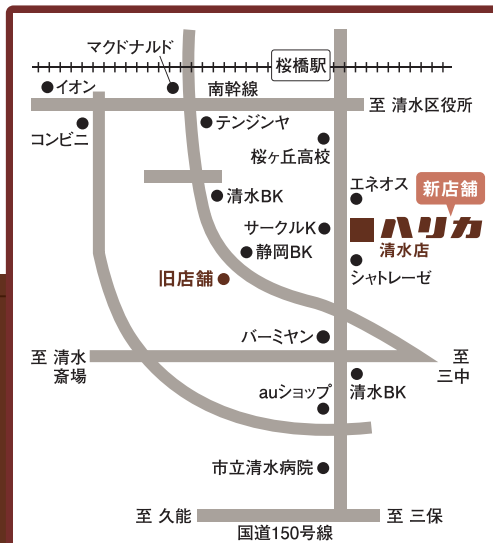 マクドナルド
桜橋駅
イオン
南幹線
至 清水区役所
コンビニ
テンジンヤ
桜ヶ丘高校
エネオス
新店舗
清水BK
サークルK
ハリカ
清水店
静岡BK
シャトレーゼ
旧店舗
バーミヤン
至 清水
斎場
至
三中
auショップ
清水BK
市立清水病院
至 久能
至 三保
国道150号線